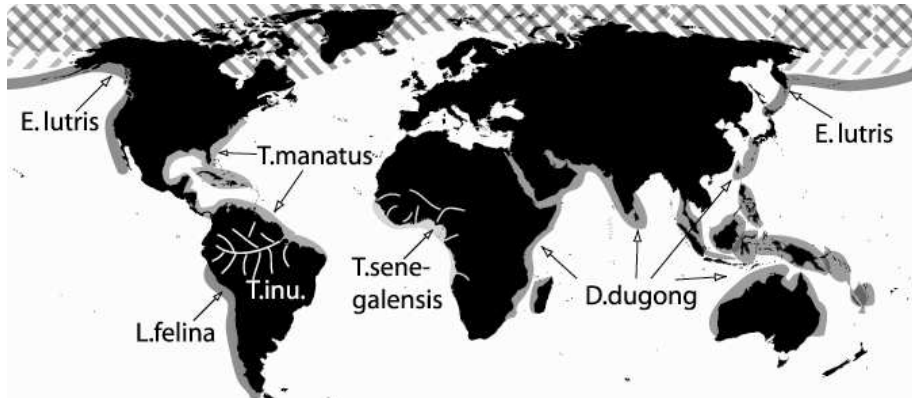 E. lutris
E. lutris
T.manatus
T.sene-
galensis
T.inu.
D.dugong
L.felina